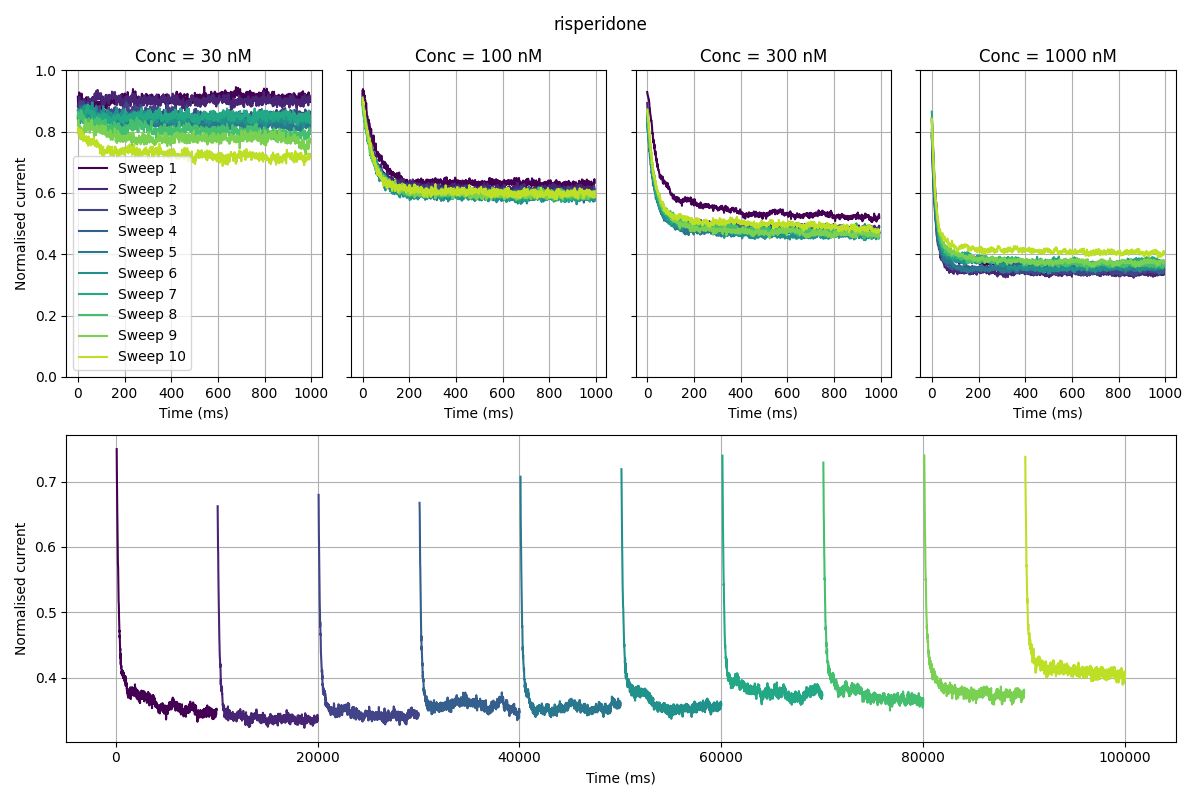 risperidone
Conc = 30 nM
Conc = 100 nM
Conc = 300 nM
Conc = 1000 nM
Normalised current
1.0
0.8
0.6
0.4
0.2
0.0
Sweep 1
Sweep 2
Sweep 3
Sweep 4
Sweep 5
Sweep 6
Sweep 7
Sweep 8
Sweep 9
Sweep 10
0 200 400 600 800 1000
0 200 400 600 800 1000
0 200 400 600 800 1000
0 200 400 600 800 1000
Time (ms)
Time (ms)
Time (ms)
Time (ms)
Normalised current
0.7
0.6
0.5
0.4
0 20000 40000 60000 80000 100000
Time (ms)